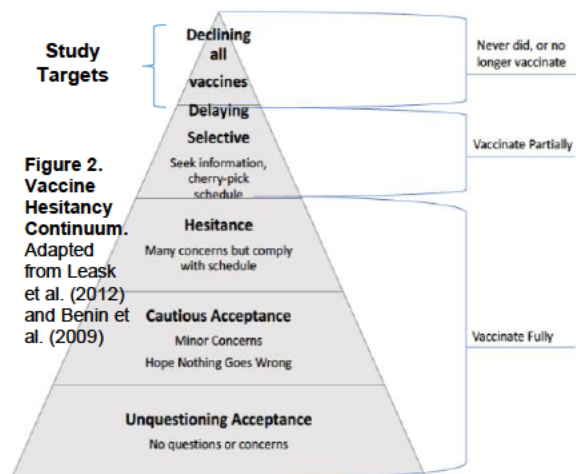 Study
Targets
Declining
all
vaccines
Never did, or no
longer vaccinate
Delaying
Selective
Seek information,
cherry-pick
schedule
Vaccinate Partially
Figure 2.
Vaccine
Hesitancy
Continuum.
Adapted
from Leask
et al. (2012)
and Benin et
al. (2009)
Hesitance
Many concerns but comply
with schedule
Cautious Acceptance
Minor Concerns
Hope Nothing Goes Wrong
Vaccinate Fully
Unquestioning Acceptance
No questions or concerns